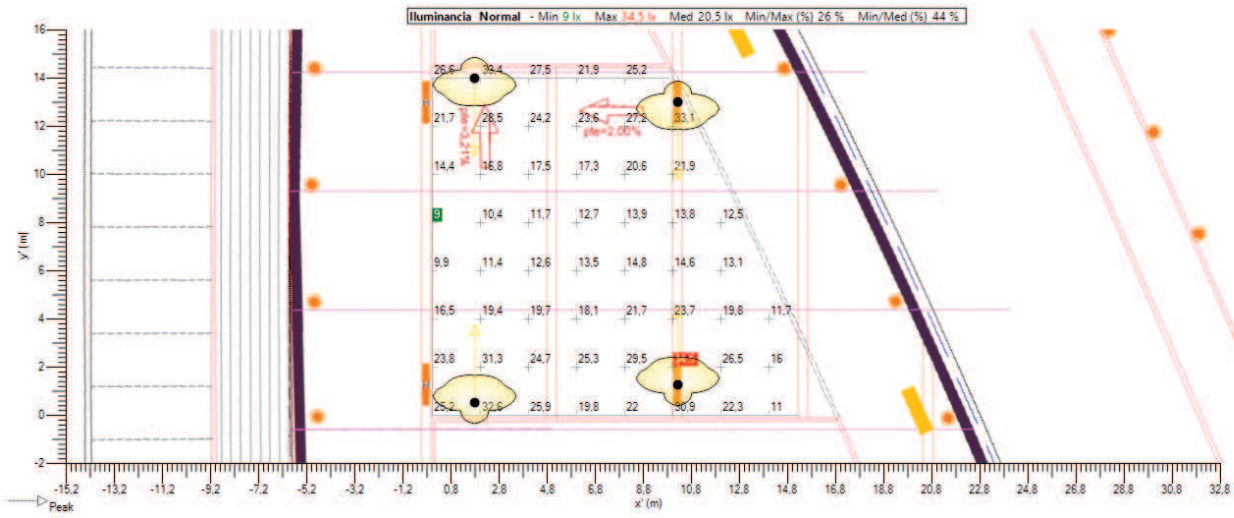 Iluminancia Normal - Min 9 lx Max 34,5 lx Med 20,5 lx Min/Max (%) 26 % Min/Med (%) 44 %
16
14
12
10
8
6
4
2
0
-2
y' (m)
26,6 33,4 27,5 21,9 25,2
21,7 28,5 24,2 23,6 27,2 33,1
pte=3.21%
pte=2.00%
14,4 16,8 17,5 17,3 20,6 21,9
9 10,4 11,7 12,7 13,9 13,8 12,5
9,9 11,4 12,6 13,5 14,8 14,6 13,1
16,5 19,4 19,7 18,1 21,7 23,7 19,8 11,7
23,8 31,3 24,7 25,3 29,5 26,5 16
25,2 32,6 25,9 19,8 22 30,9 22,3 11
-15,2 -13,2 -11,2 -9,2 -7,2 -5,2 -3,2 -1,2 0,8 2,8 4,8 6,8 8,8 10,8 12,8 14,8 16,8 18,8 20,8 22,8 24,8 26,8 28,8 30,8 32,8
x' (m)
Peak